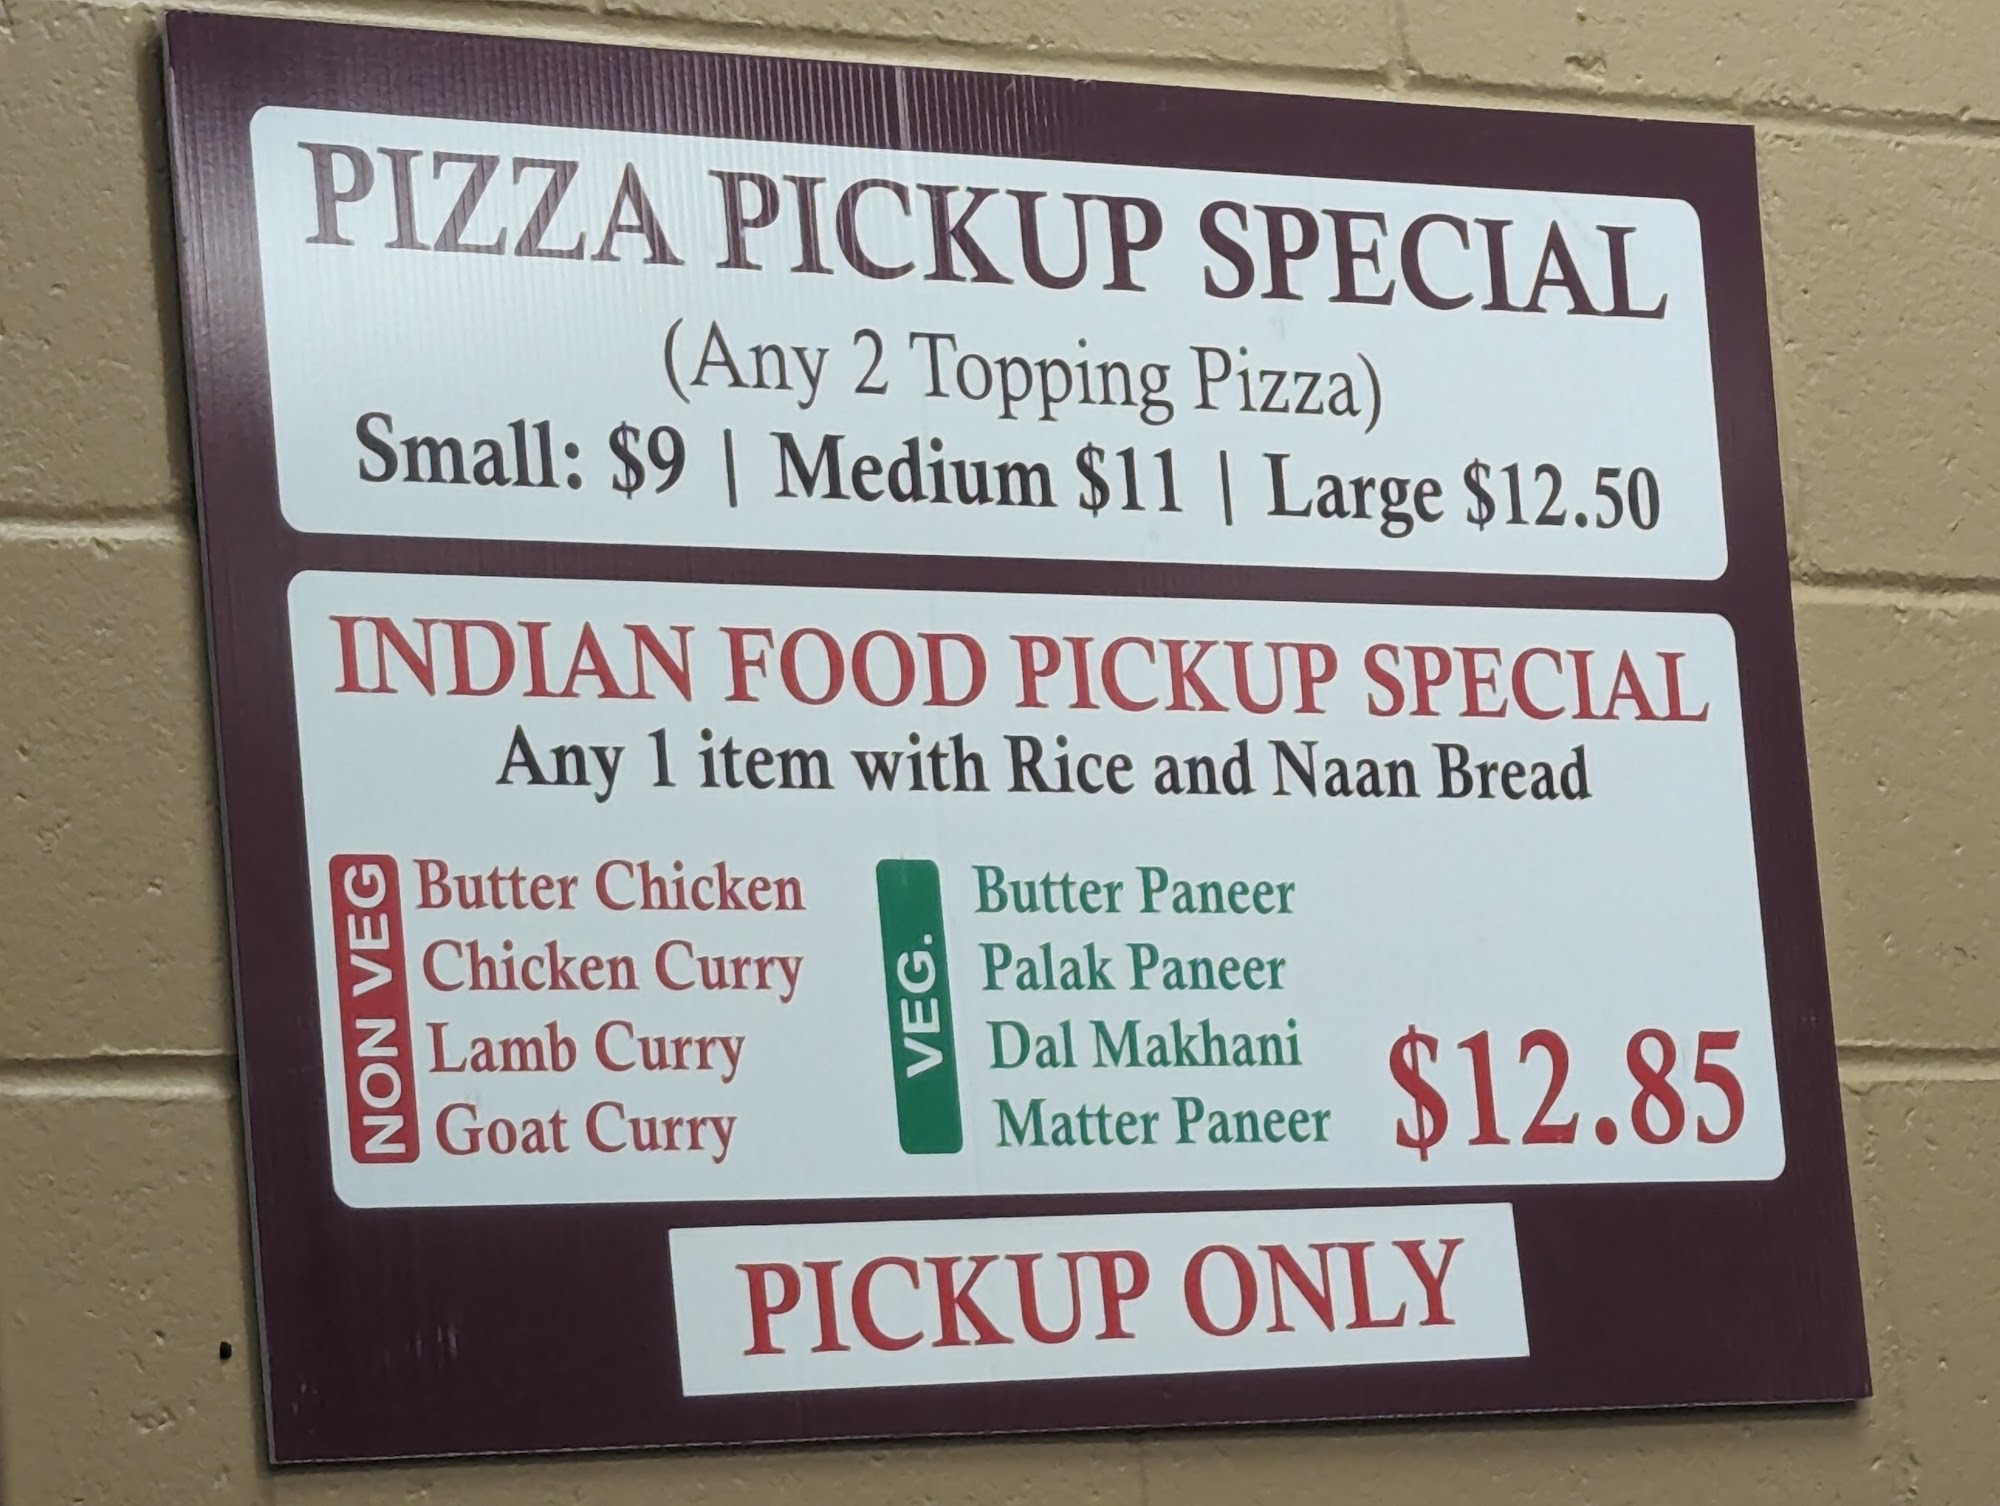 PIZZA PICKUP SPECIAL
(Any 2 Topping Pizza)
Small: $9 | Medium $11 | Large $12.50
INDIAN FOOD PICKUP SPECIAL
Any 1 item with Rice and Naan Bread
NON VEG
Butter Chicken
Chicken Curry
Lamb Curry
Goat Curry
VEG.
Butter Paneer
Palak Paneer
Dal Makhani
Matter Paneer
$12.85
PICKUP ONLY